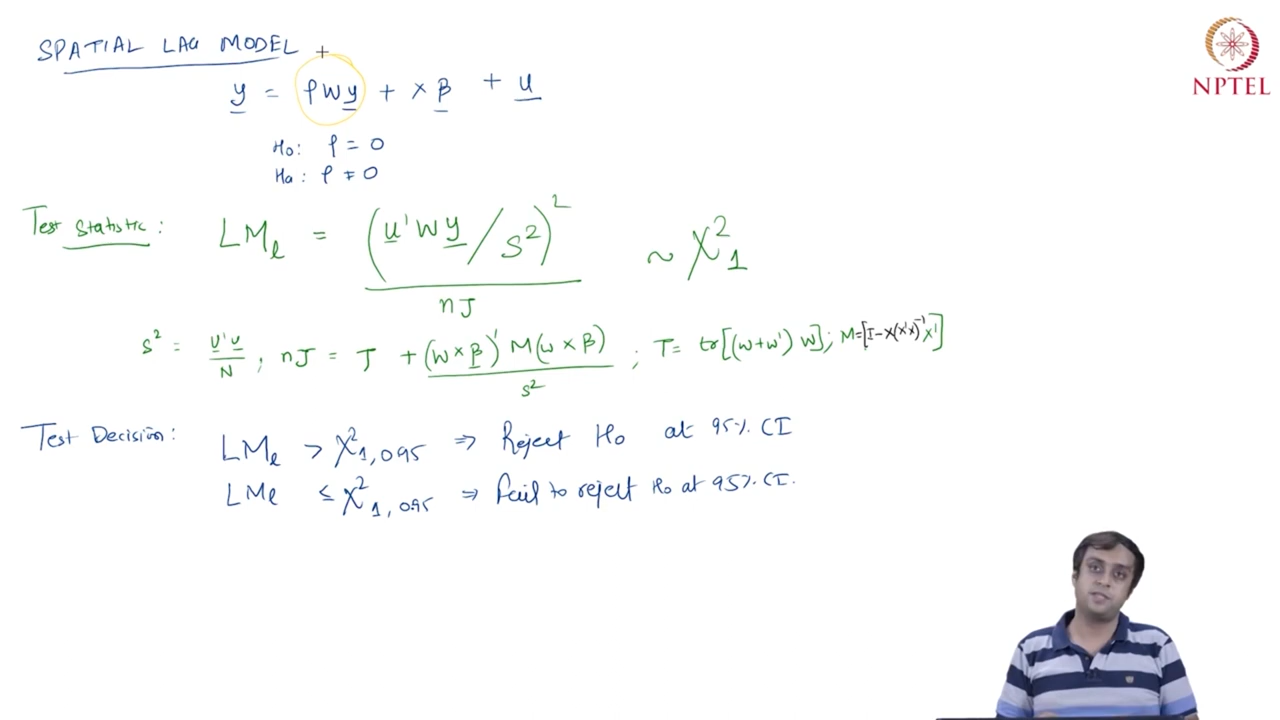 SPATIAL LAG MODEL
NPTEL
y = ρWy + xβ + u
H₀: ρ = 0
Ha: ρ ≠ 0
Test Statistic: LMₗ = (u'Wy/s²)² / nJ ~ χ²₁
s² = u'u/N ; nJ = T + (wxβ)'M(wxβ)/s² ; T = tr[(w+w')w]; M=[I-x(x'x)⁻¹x']
Test Decision: LMₗ > χ²₁,₀.₉₅ ⇒ Reject H₀ at 95% CI
LMₗ ≤ χ²₁,₀.₉₅ ⇒ Fail to reject H₀ at 95% CI.